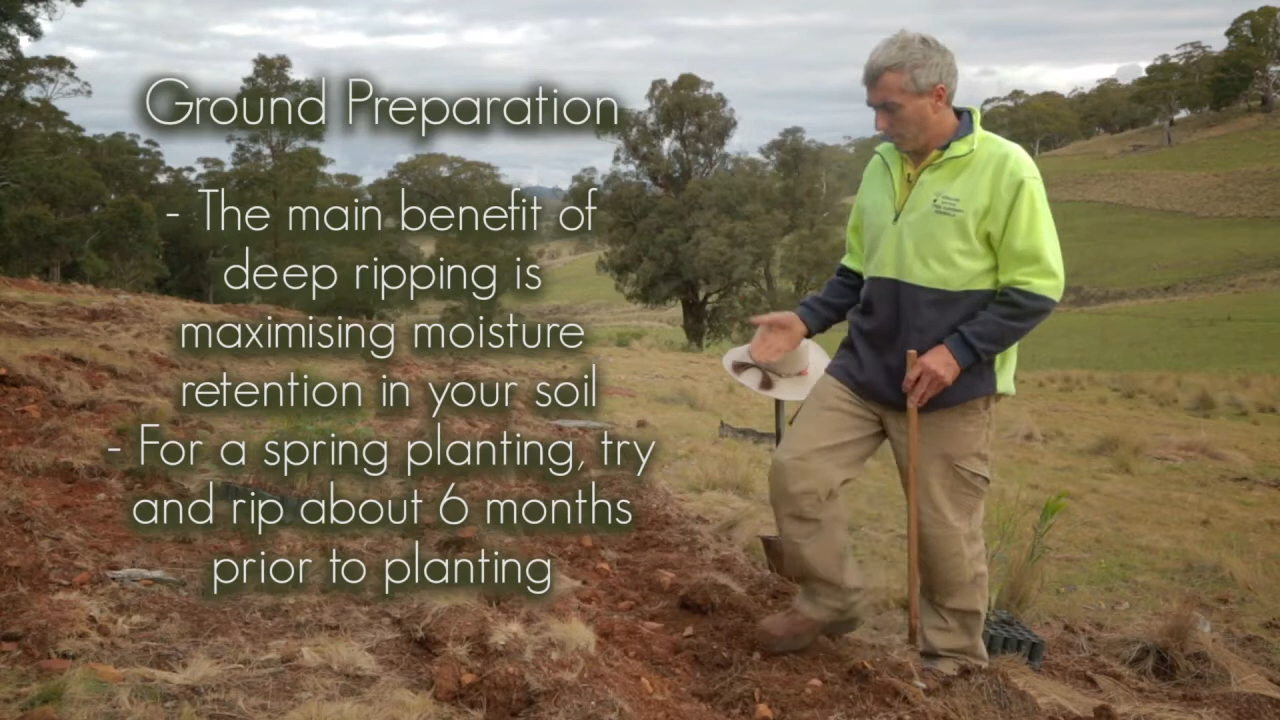 Ground Preparation
- The main benefit of
deep ripping is
maximising moisture
retention in your soil
- For a spring planting, try
and rip about 6 months
prior to planting